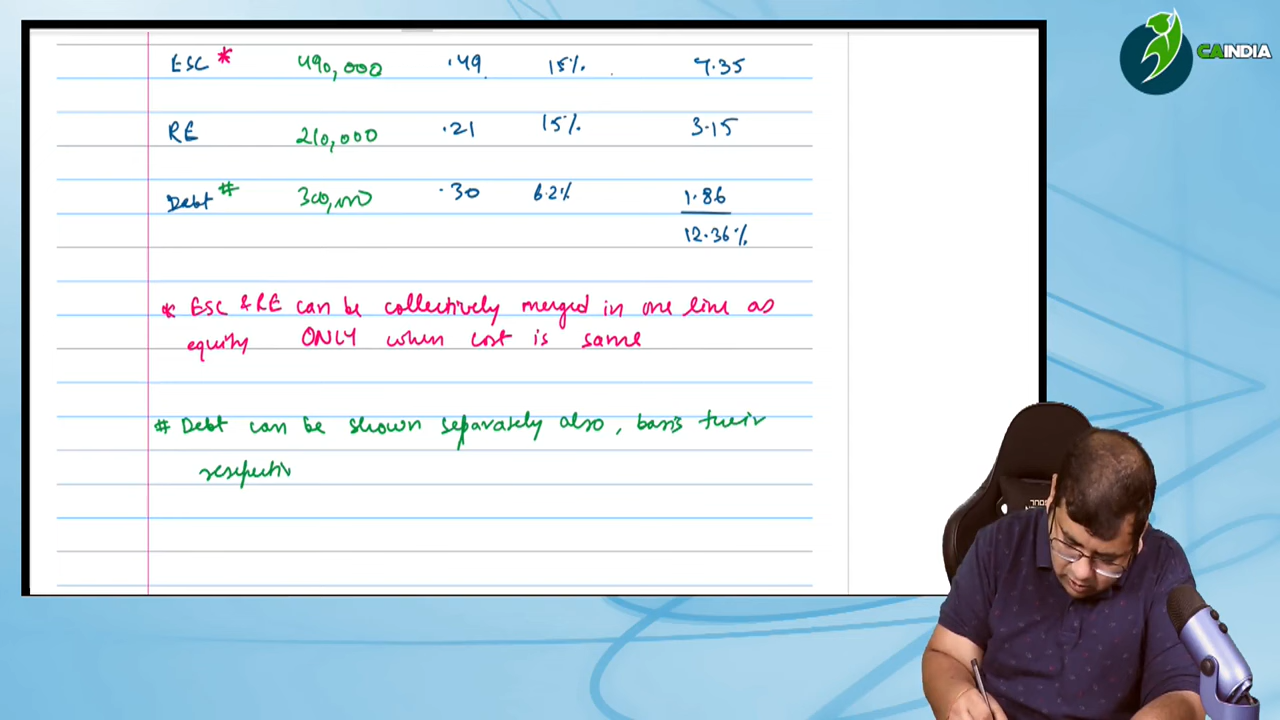 CAINDIA
ESC * 490,000 .49 15% 7.35
RE 210,000 .21 15% 3.15
Debt # 300,000 .30 6.2% 1.86
12.36%
* ESC & RE can be collectively merged in one line as
equity ONLY when cost is same
# Debt can be shown separately also, basis their
respectiv